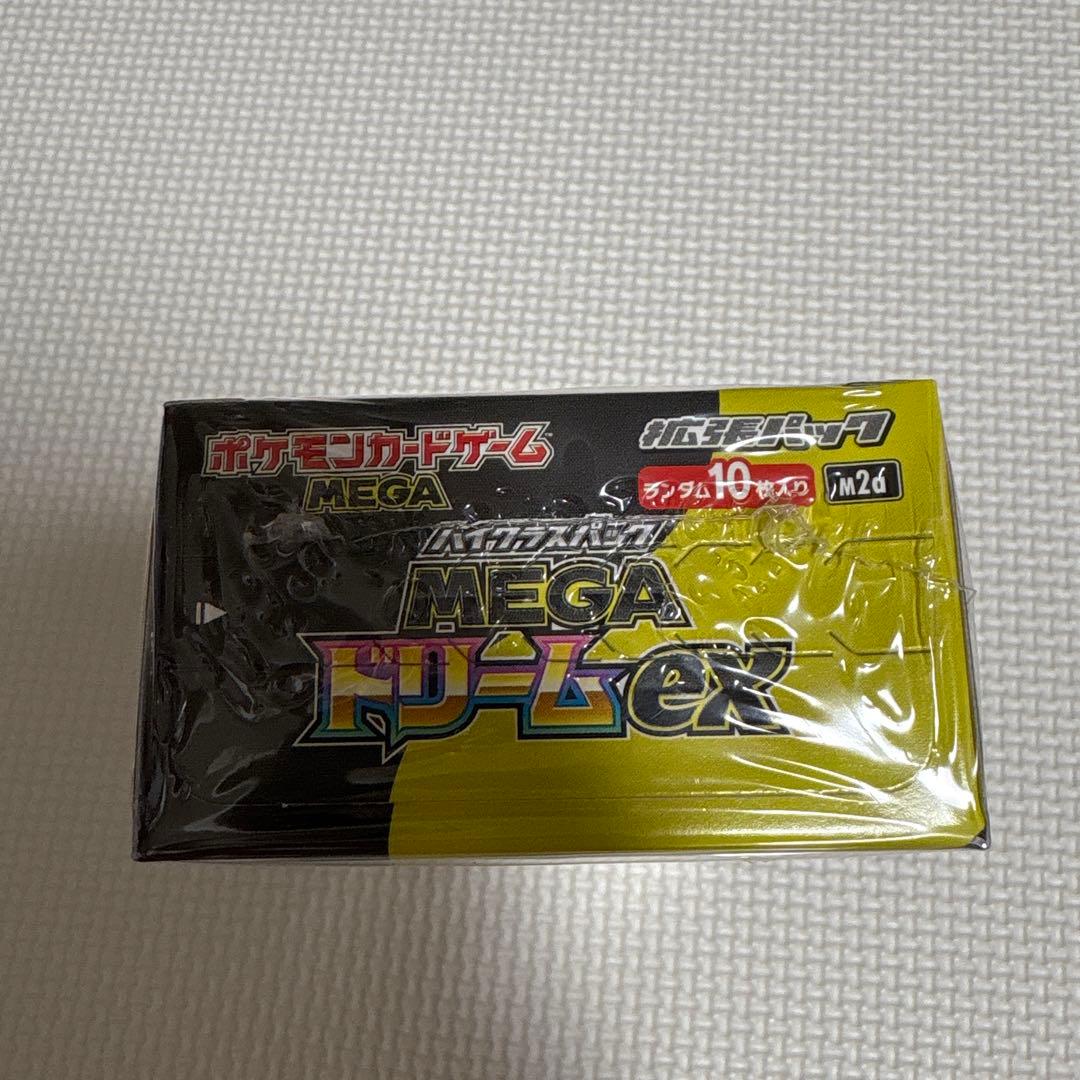 ポケモンカードゲーム
MEGA
拡張パック
ランダム10枚入り
M2a
ハイクラスパック
MEGA
ドリームex